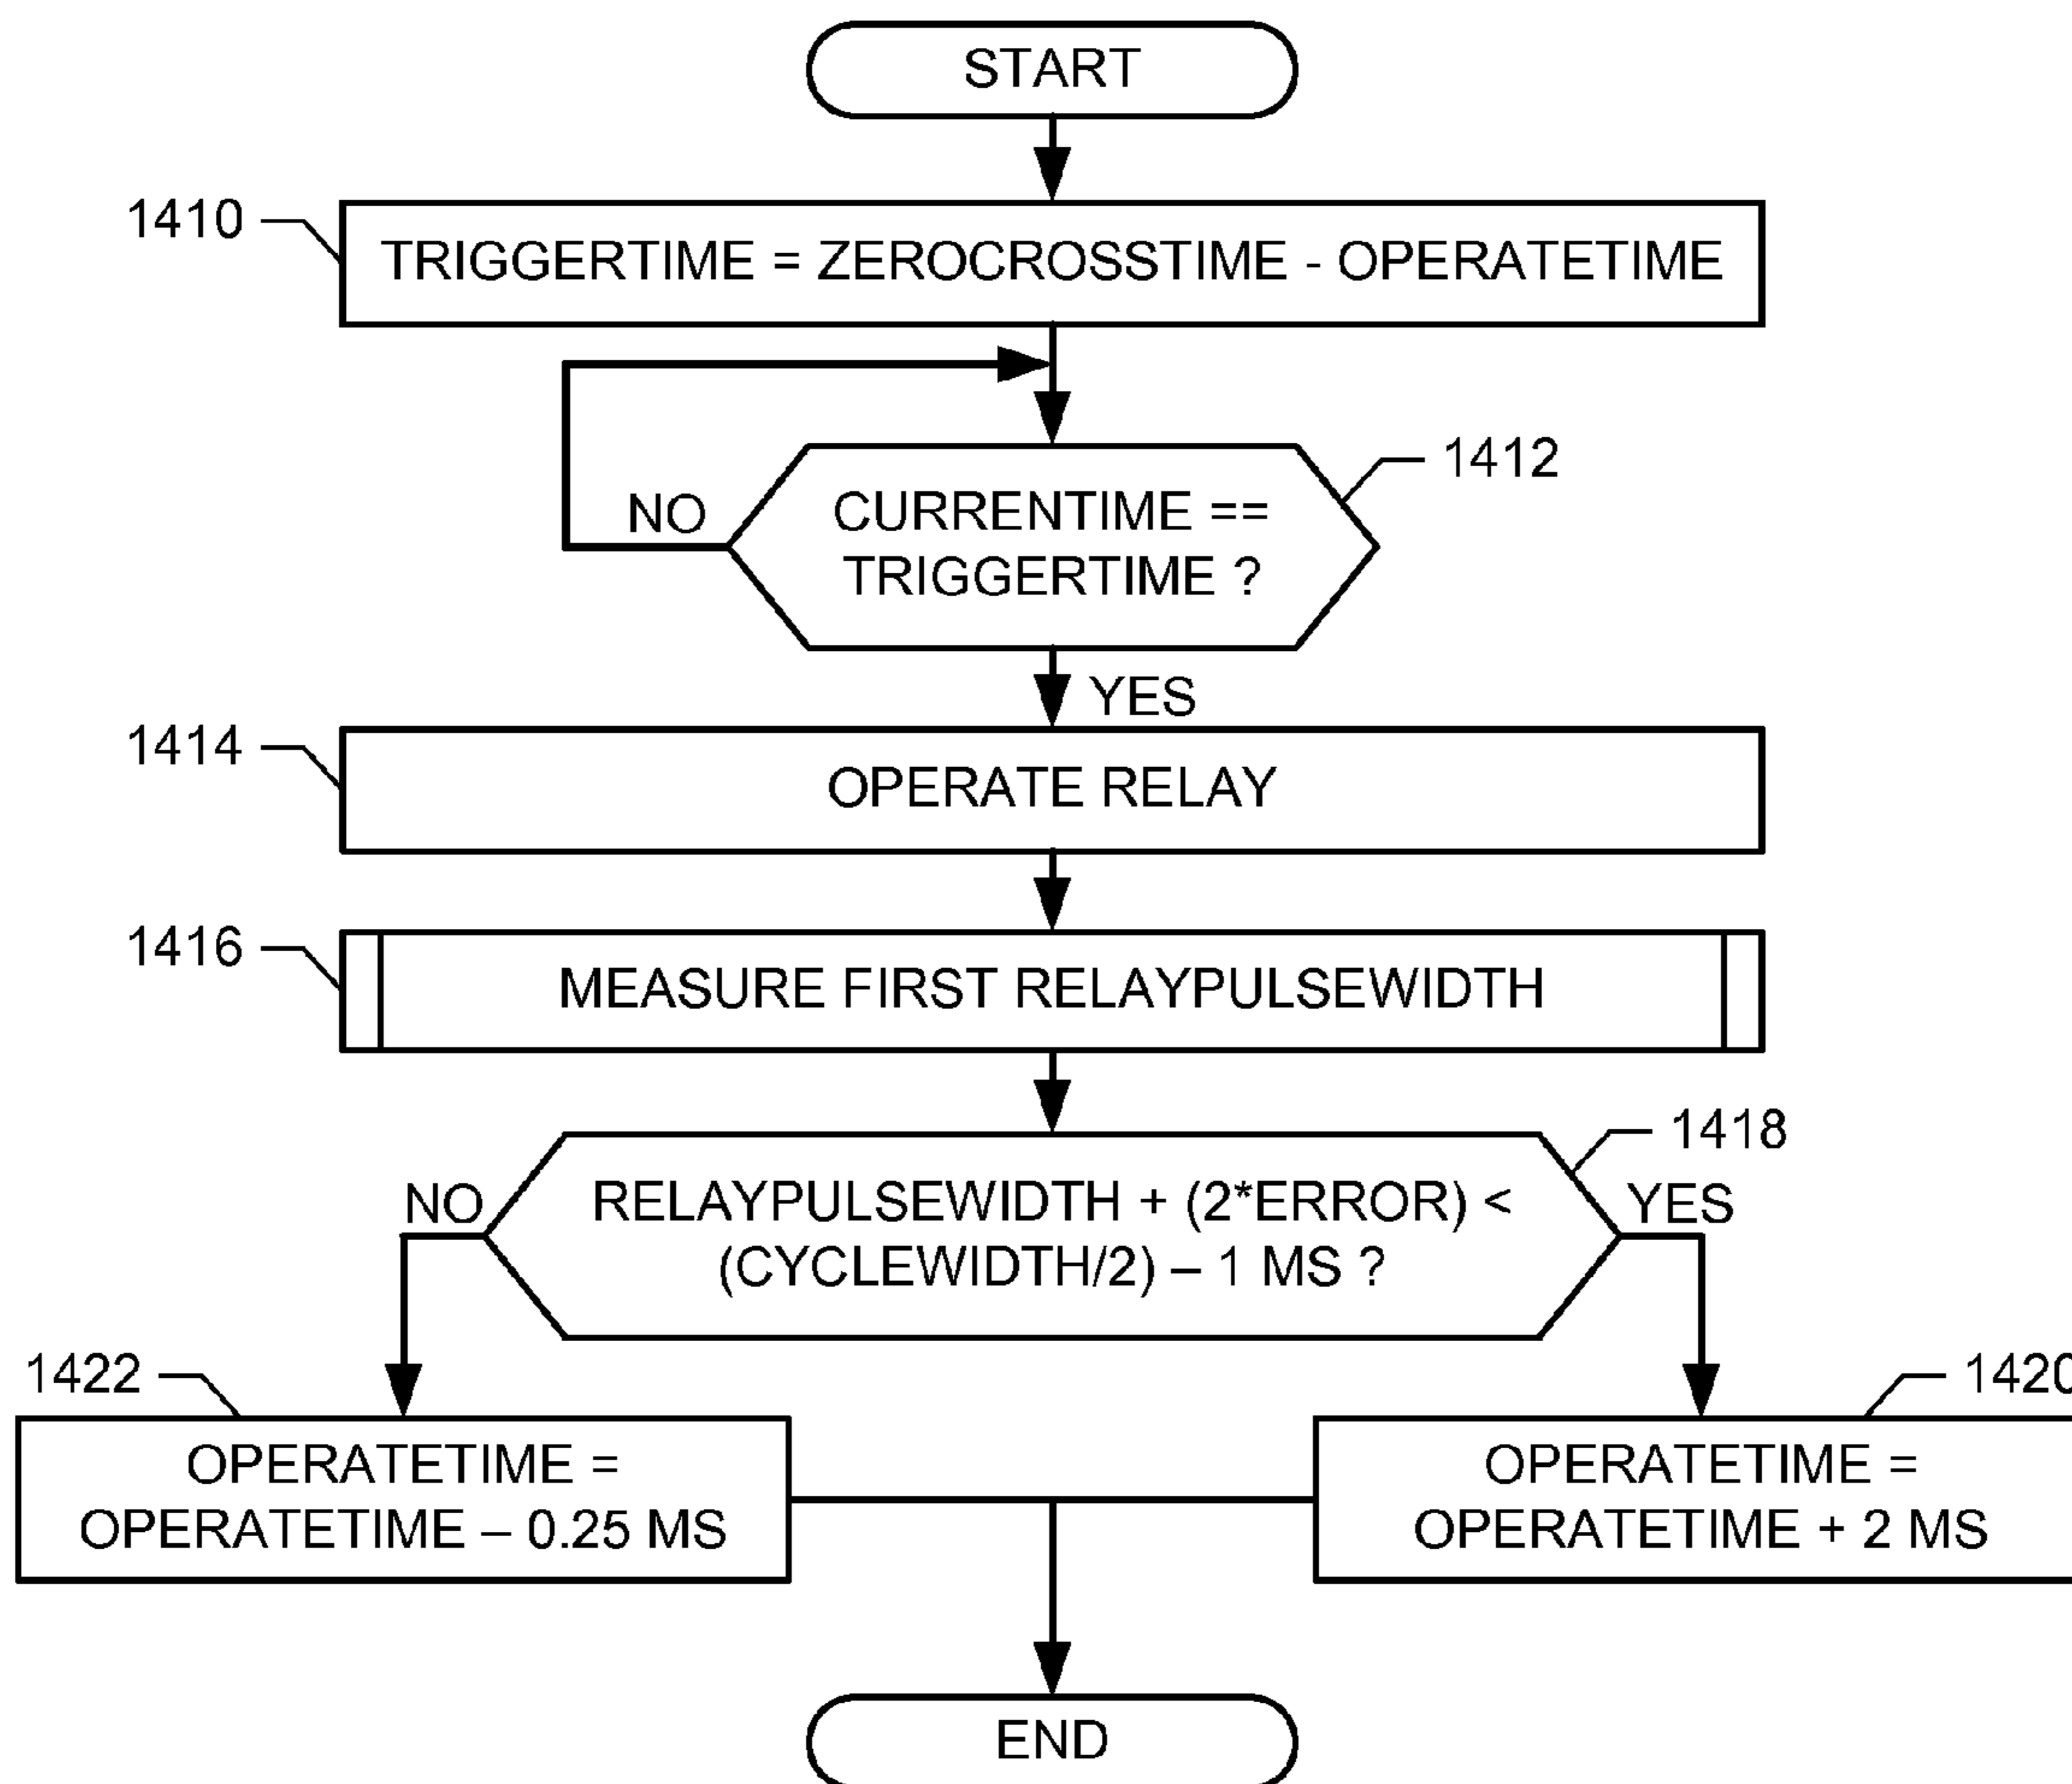 START
1410
TRIGGERTIME = ZEROCROSSTIME - OPERATETIME
1412
NO
CURRENTIME ==
TRIGGERTIME ?
YES
1414
OPERATE RELAY
1416
MEASURE FIRST RELAYPULSEWIDTH
1418
NO
RELAYPULSEWIDTH + (2*ERROR) <
(CYCLEWIDTH/2) – 1 MS ?
YES
1422
1420
OPERATETIME =
OPERATETIME – 0.25 MS
OPERATETIME =
OPERATETIME + 2 MS
END